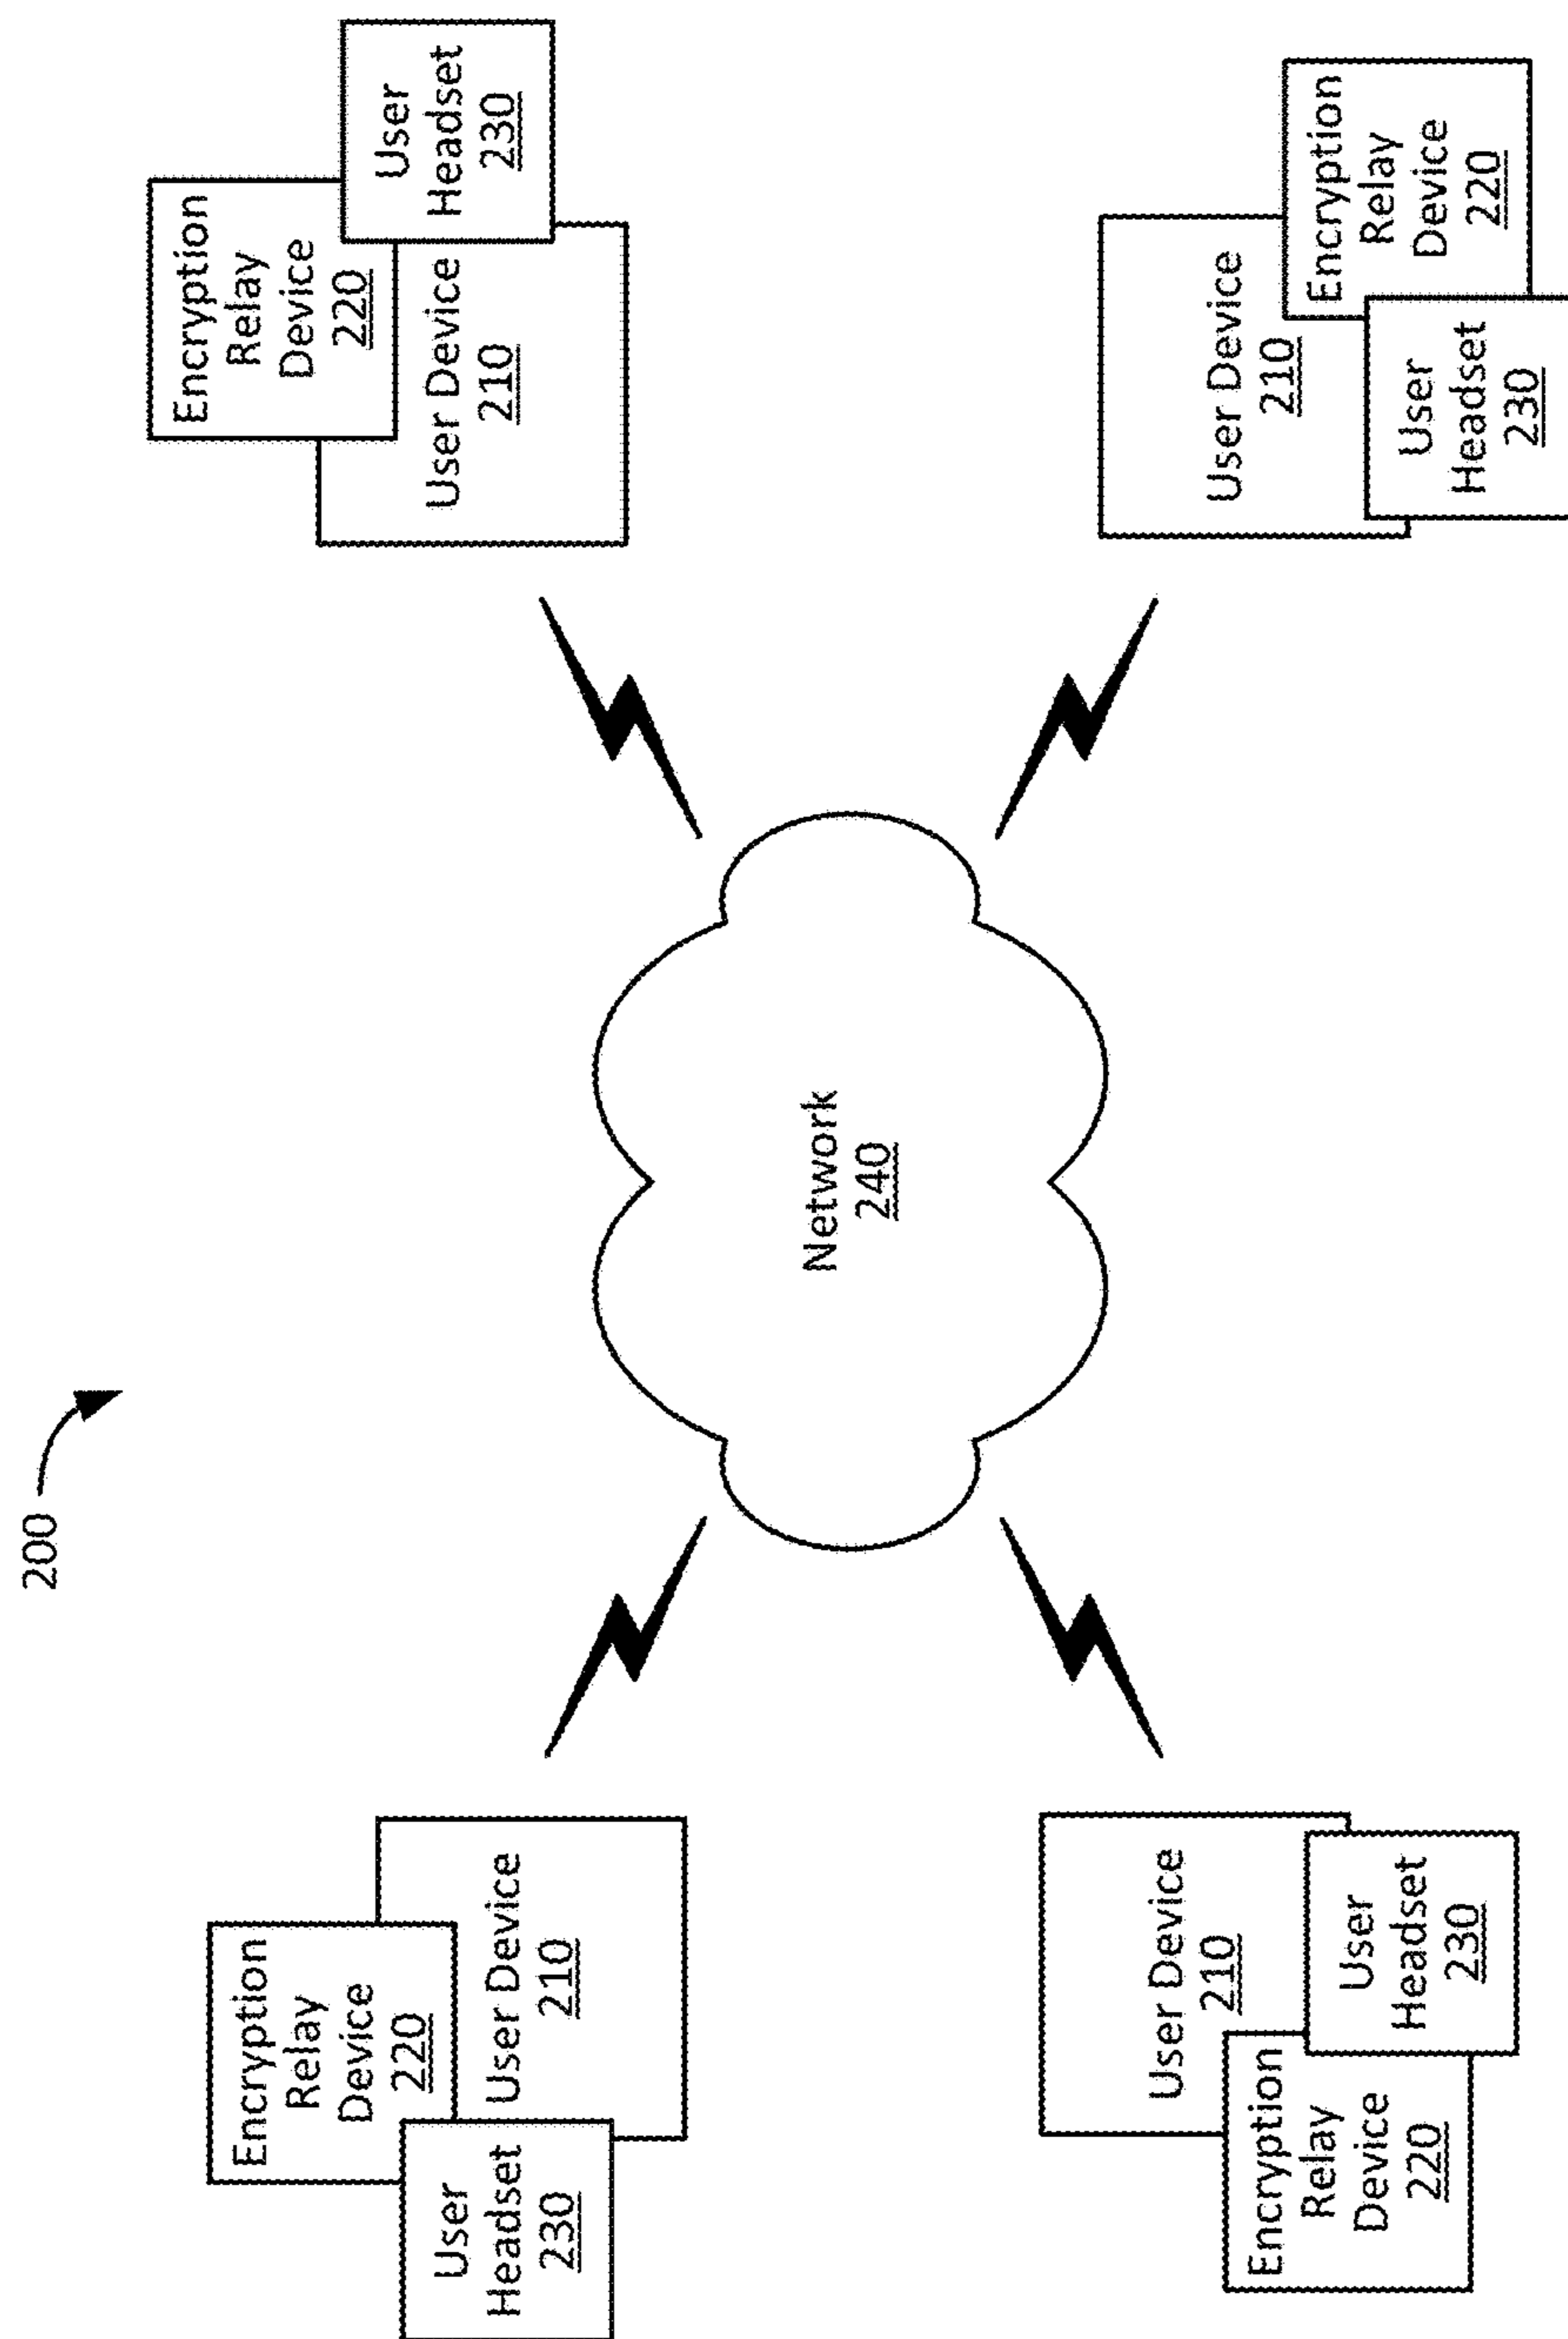 200
Encryption
Relay
Device
220
User Device
210
User
Headset
230
Encryption
Relay
Device
220
User Device
210
User
Headset
230
Network
240
User Device
210
Encryption
Relay
Device
220
User
Headset
230
User Device
210
Encryption
Relay
Device
220
User
Headset
230